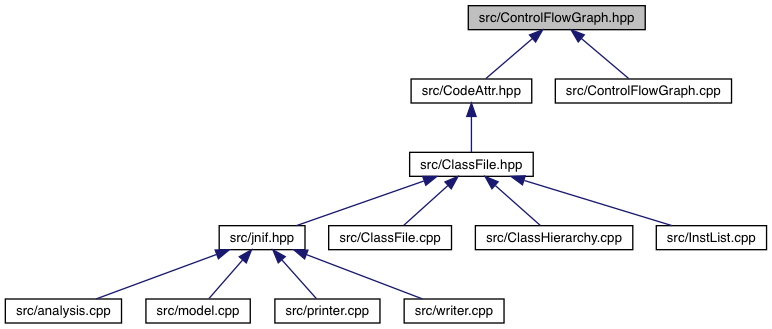 src/ControlFlowGraph.hpp
src/CodeAttr.hpp
src/ControlFlowGraph.cpp
src/ClassFile.hpp
src/jnif.hpp
src/ClassFile.cpp
src/ClassHierarchy.cpp
src/InstList.cpp
src/analysis.cpp
src/model.cpp
src/printer.cpp
src/writer.cpp